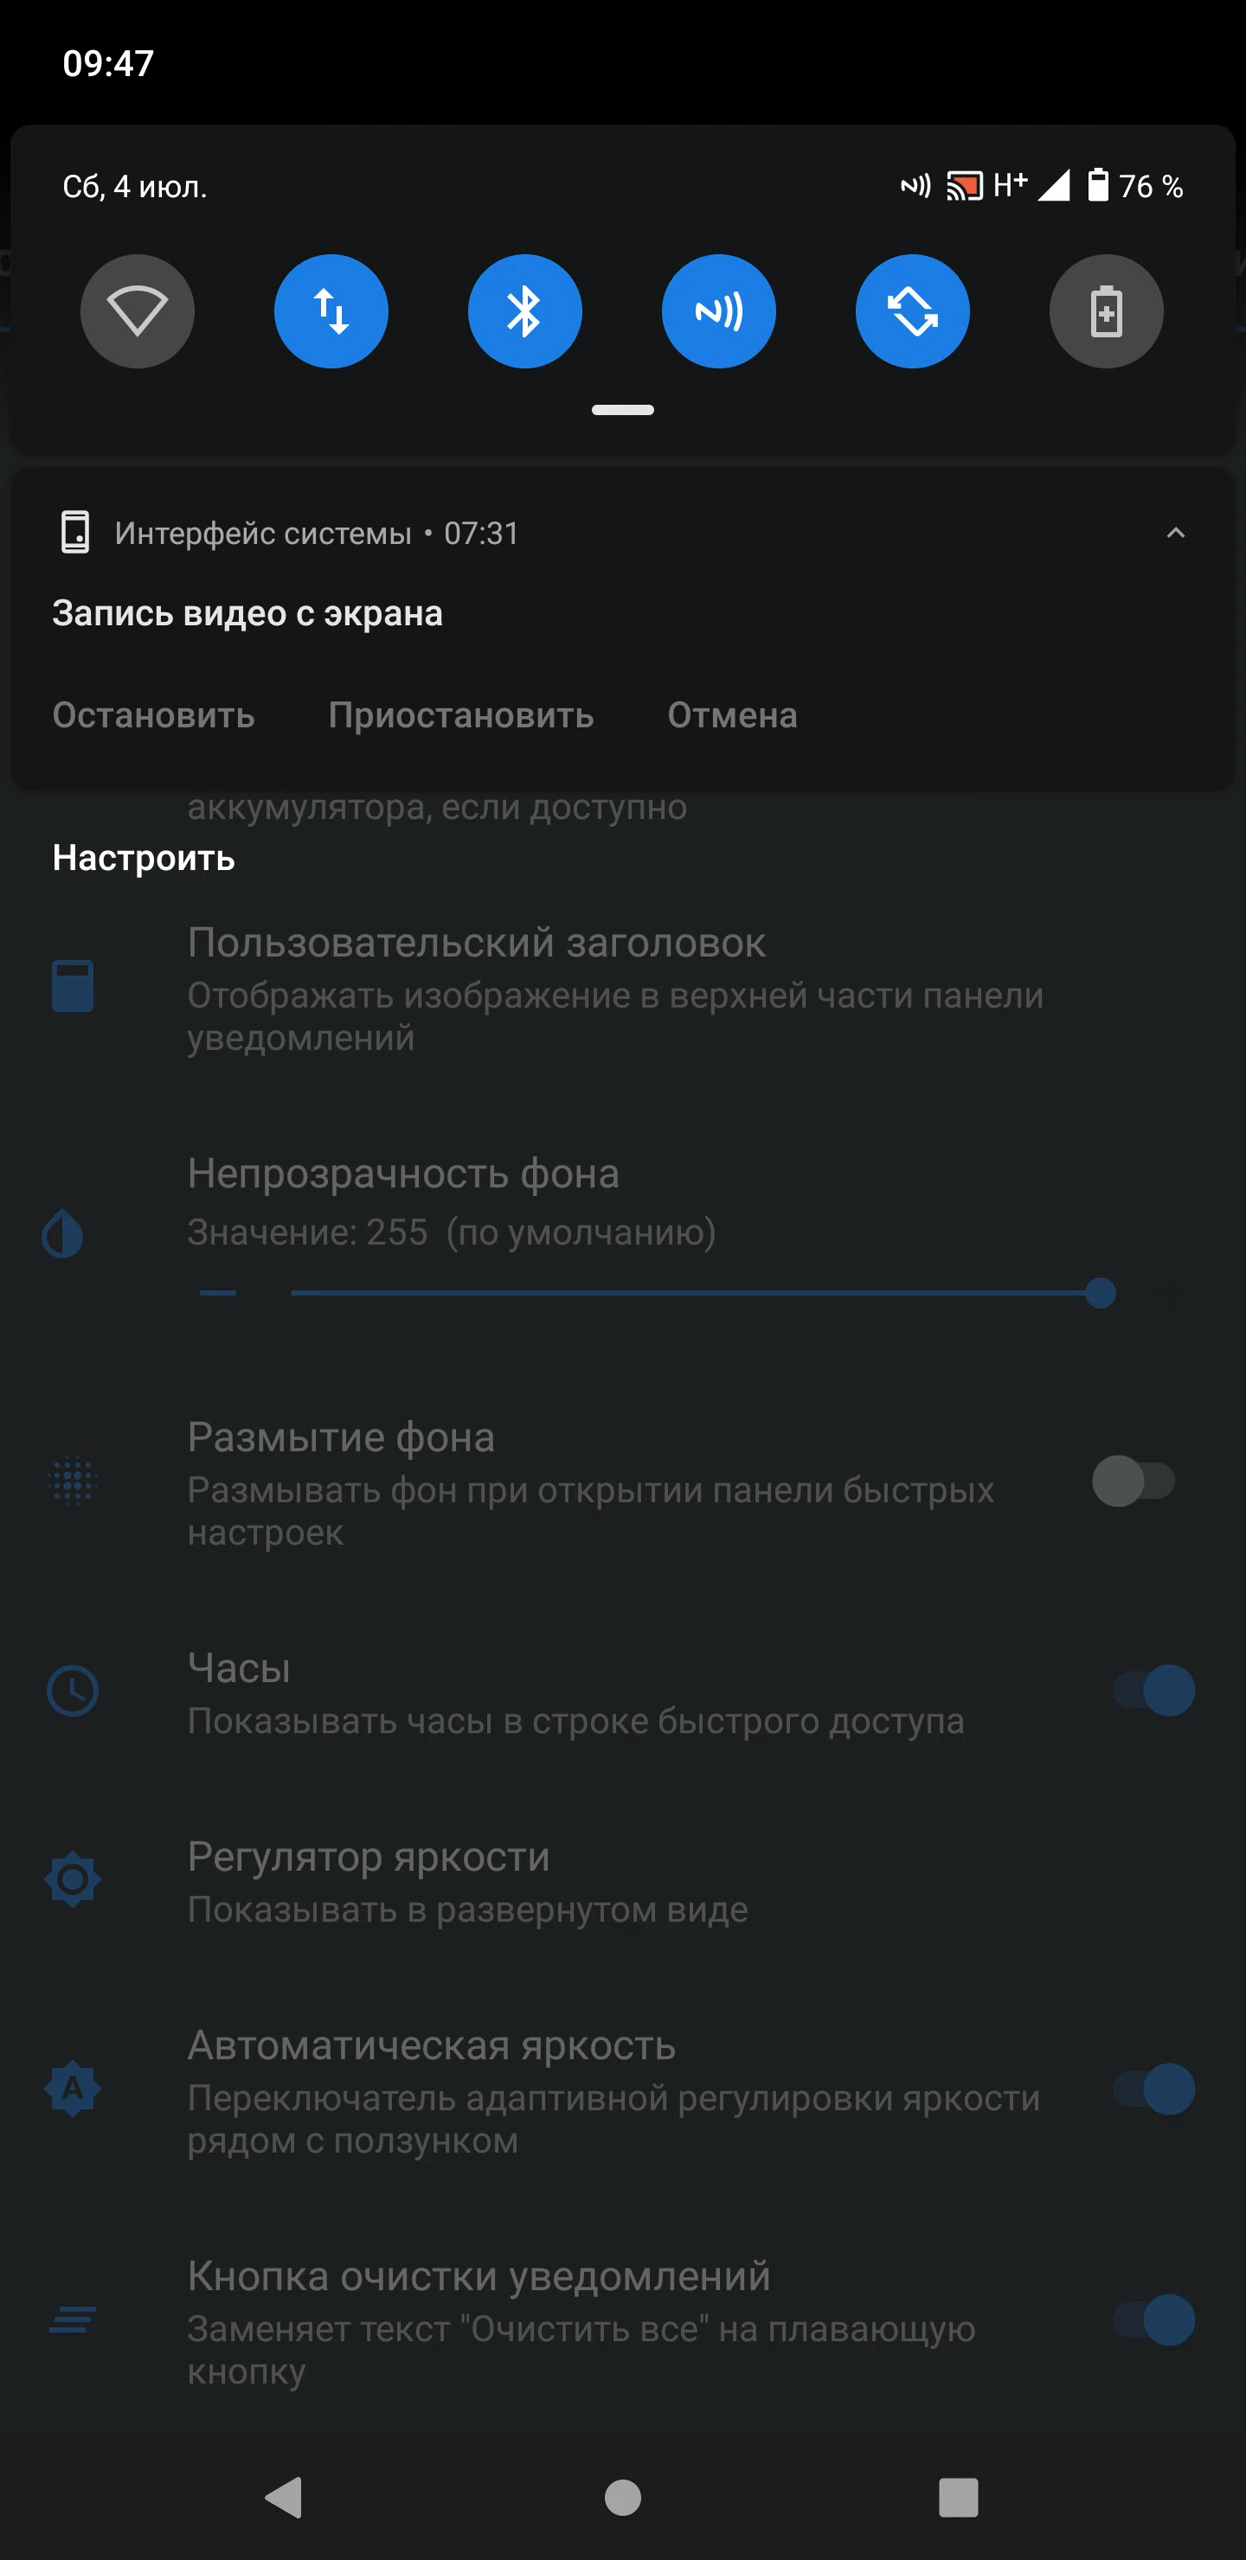 09:47
Сб, 4 июл.
H+
76 %
Интерфейс системы • 07:31
Запись видео с экрана
Остановить Приостановить Отмена
аккумулятора, если доступно
Настроить
Пользовательский заголовок
Отображать изображение в верхней части панели
уведомлений
Непрозрачность фона
Значение: 255 (по умолчанию)
Размытие фона
Размывать фон при открытии панели быстрых
настроек
Часы
Показывать часы в строке быстрого доступа
Регулятор яркости
Показывать в развернутом виде
Автоматическая яркость
Переключатель адаптивной регулировки яркости
рядом с ползунком
Кнопка очистки уведомлений
Заменяет текст "Очистить все" на плавающую
кнопку